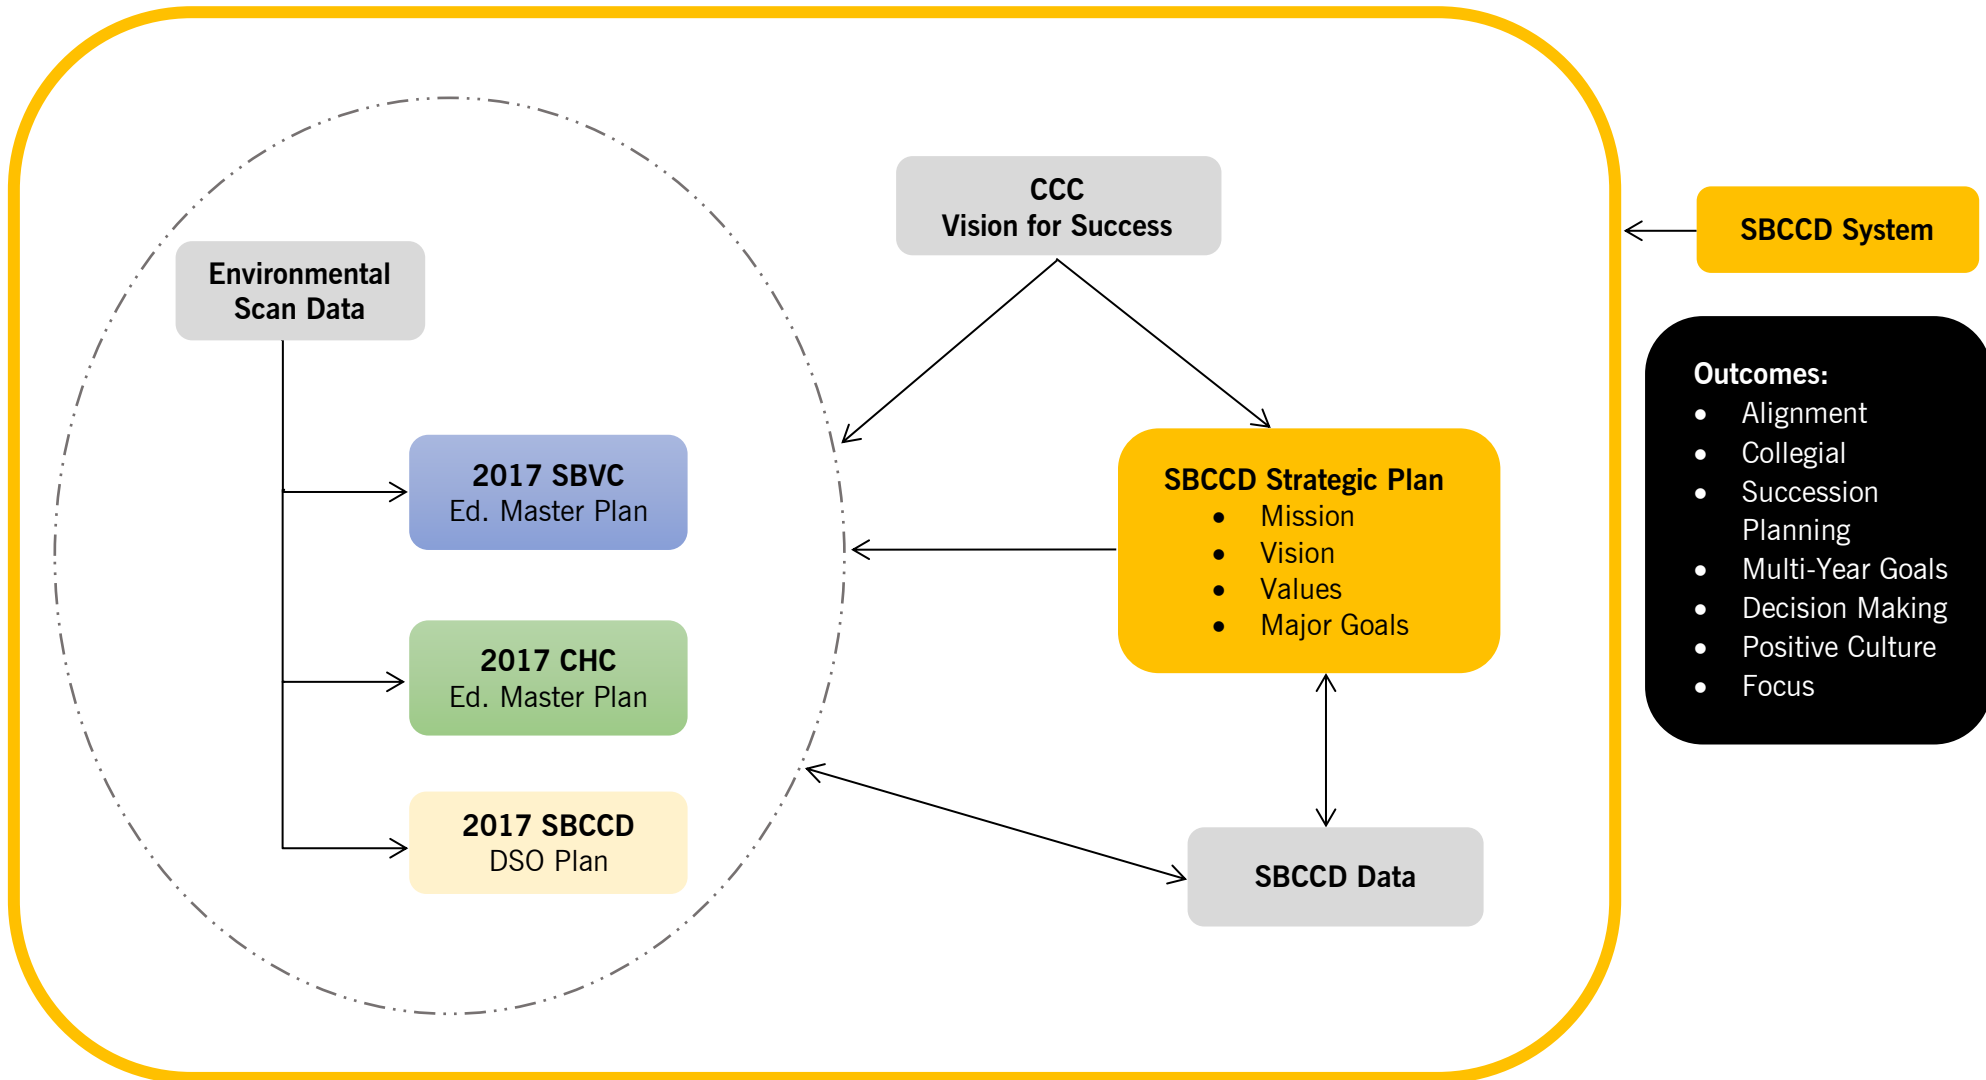 CCC
Vision for Success
SBCCD System
Environmental
Scan Data
Outcomes:
• Alignment
• Collegial
• Succession
Planning
• Multi-Year Goals
• Decision Making
• Positive Culture
• Focus
2017 SBVC
Ed. Master Plan
SBCCD Strategic Plan
• Mission
• Vision
• Values
• Major Goals
2017 CHC
Ed. Master Plan
2017 SBCCD
DSO Plan
SBCCD Data